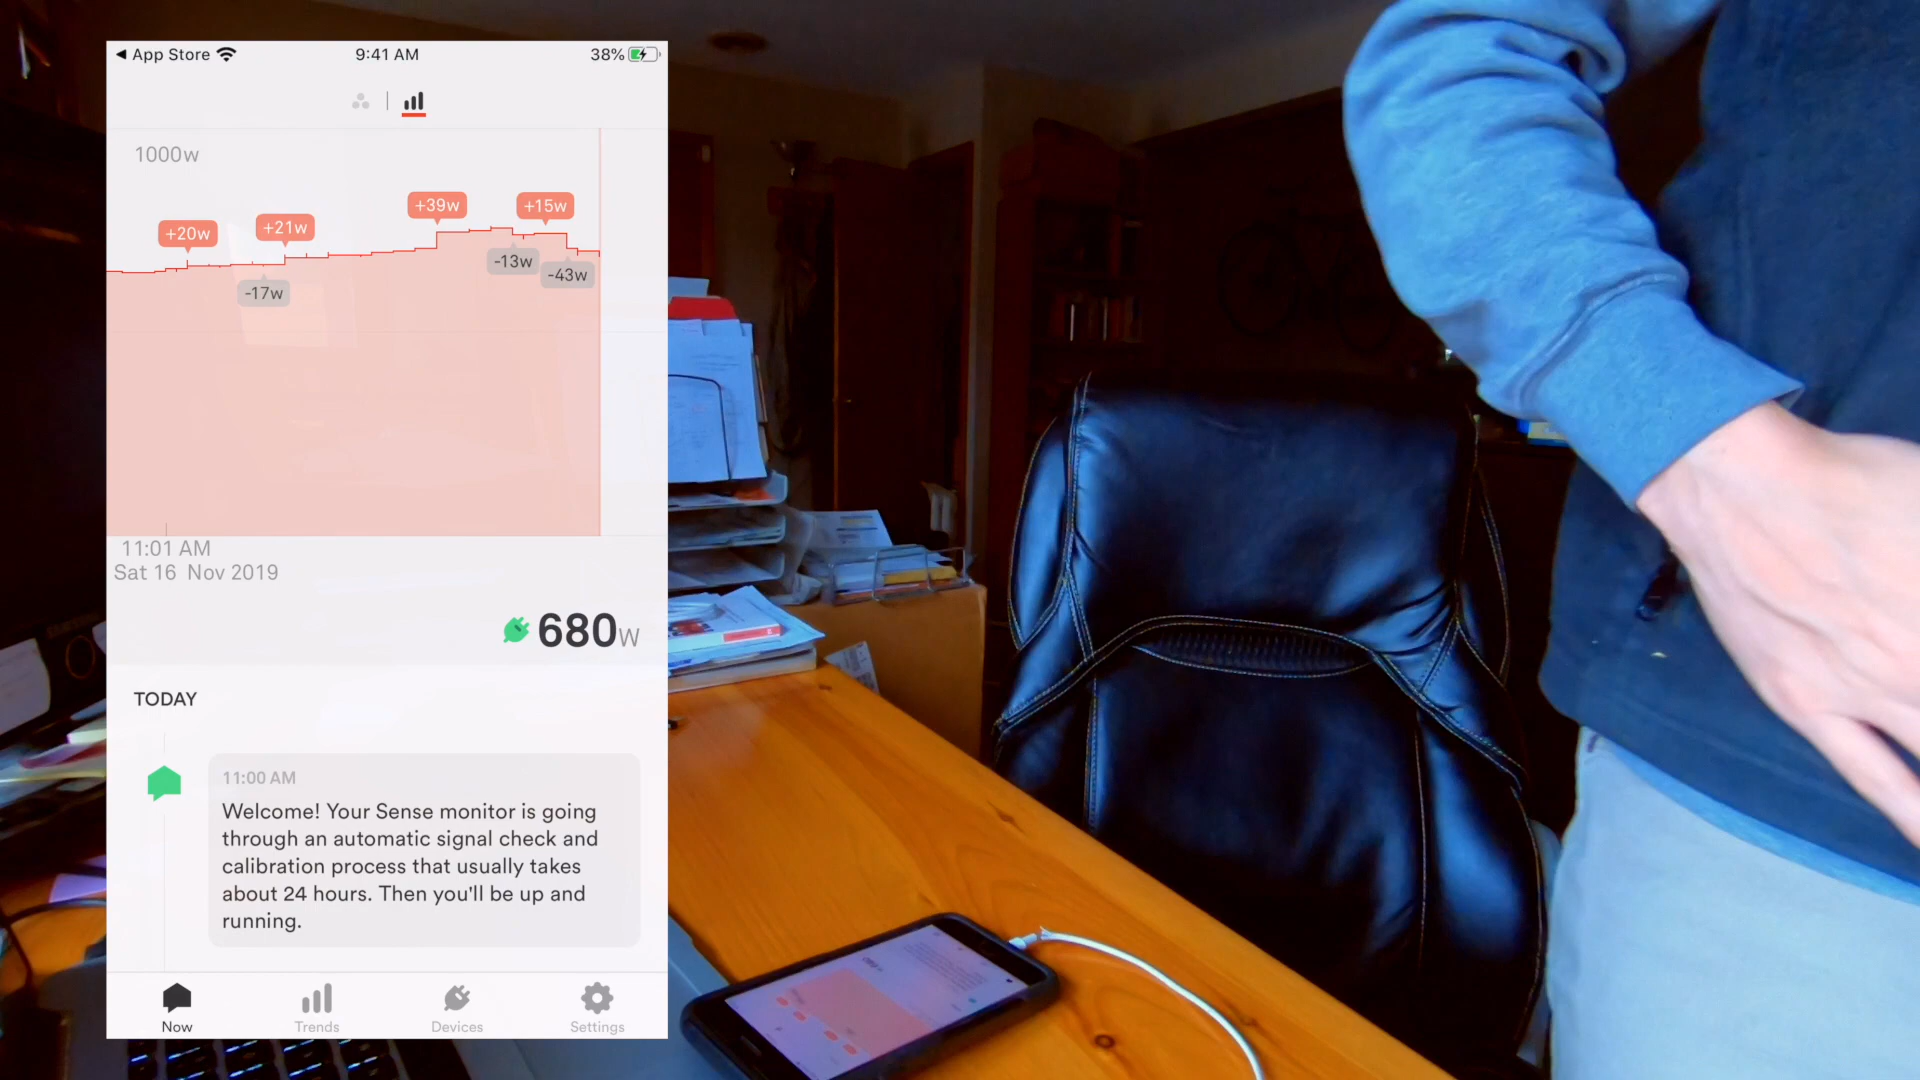 ◀ App Store 9:41 AM 38%
1000w
+20w
+21w
+39w
+15w
-17w
-13w
-43w
11:01 AM
Sat 16 Nov 2019
680w
TODAY
11:00 AM
Welcome! Your Sense monitor is going
through an automatic signal check and
calibration process that usually takes
about 24 hours. Then you'll be up and
running.
Now Trends Devices Settings